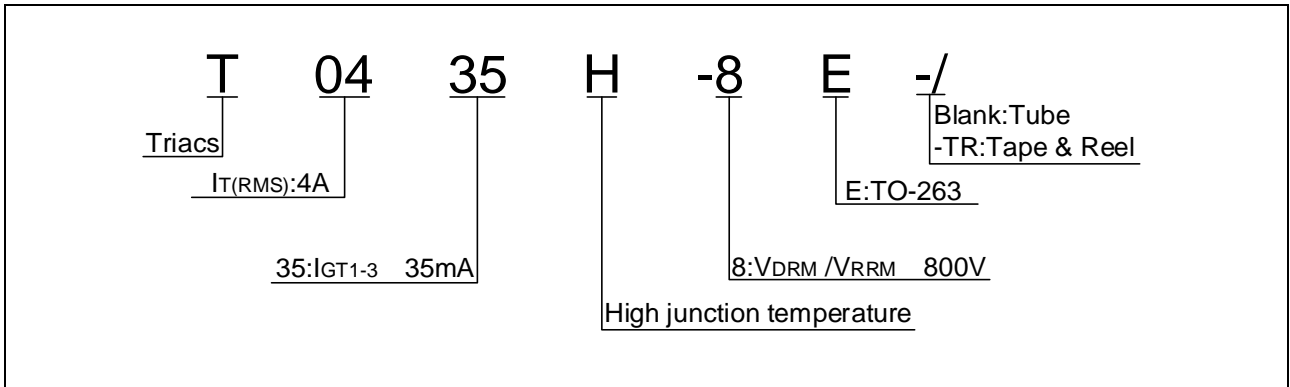 T 04 35 H -8 E -/
Blank:Tube
Triacs
-TR:Tape & Reel
IT(RMS):4A
E:TO-263
35:IGT1-3 35mA
8:VDRM /VRRM 800V
High junction temperature